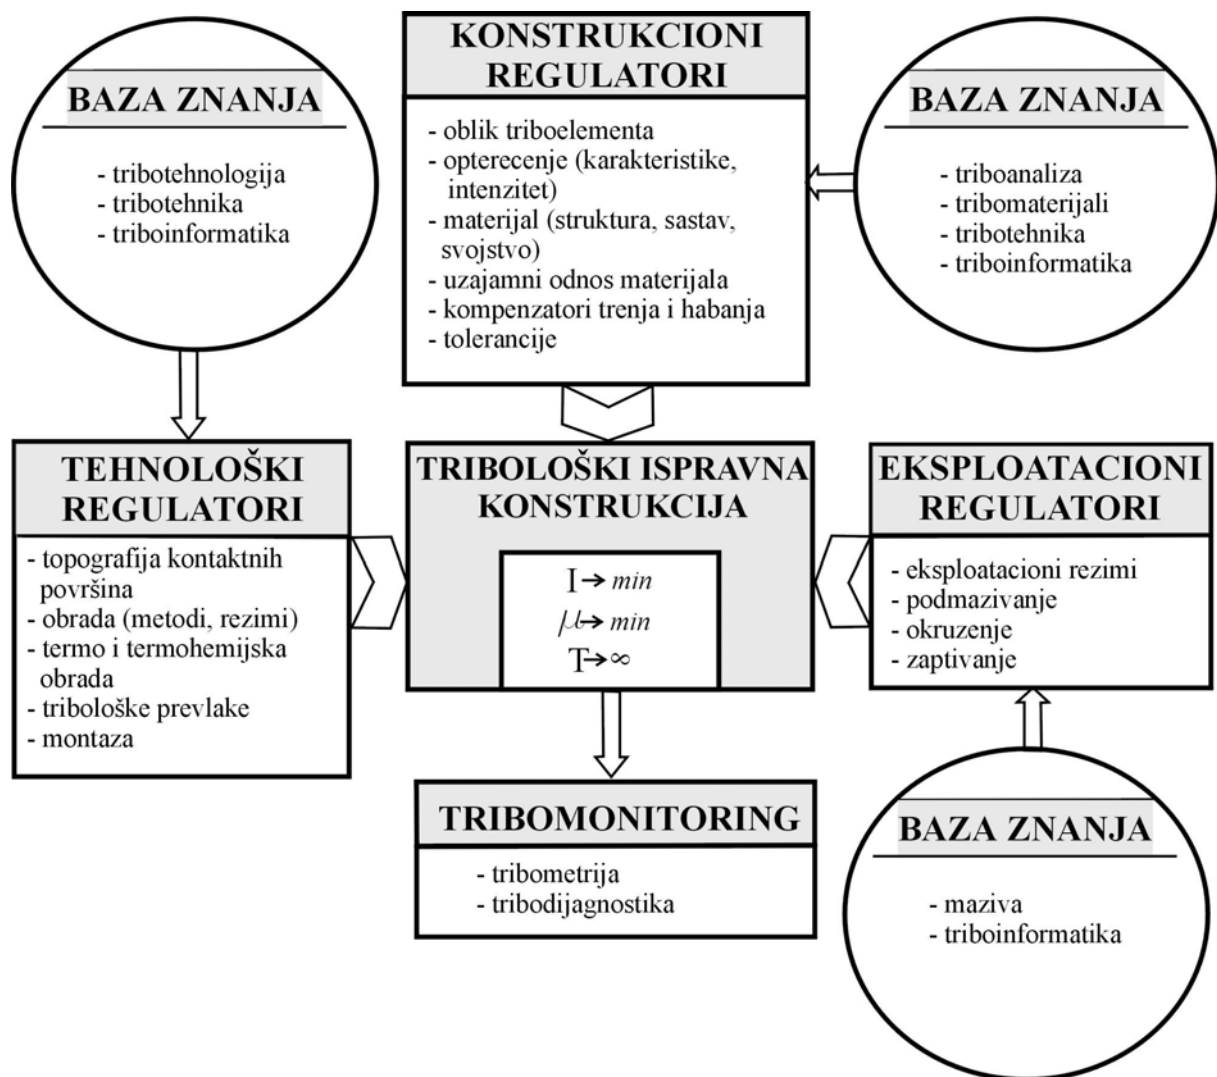 BAZA ZNANJA
- tribotehnologija
- tribotehnika
- triboinformatika
KONSTRUKCIONI
REGULATORI
- oblik triboelementa
- opterecenje (karakteristike,
intenzitet)
- materijal (struktura, sastav,
svojstvo)
- uzajamni odnos materijala
- kompenzatori trenja i habanja
- tolerancije
BAZA ZNANJA
- triboanaliza
- tribomaterijali
- tribotehnika
- triboinformatika
TEHNOLOŠKI
REGULATORI
- topografija kontaktnih
površina
- obrada (metodi, rezimi)
- termo i termohemijska
obrada
- tribološke prevlake
- montaza
TRIBOLOŠKI ISPRAVNA
KONSTRUKCIJA
I→ min
μ→ min
T→∞
EKSPLOATACIONI
REGULATORI
- eksploatacioni rezimi
- podmazivanje
- okruzenje
- zaptivanje
TRIBOMONITORING
- tribometrija
- tribodijagnostika
BAZA ZNANJA
- maziva
- triboinformatika